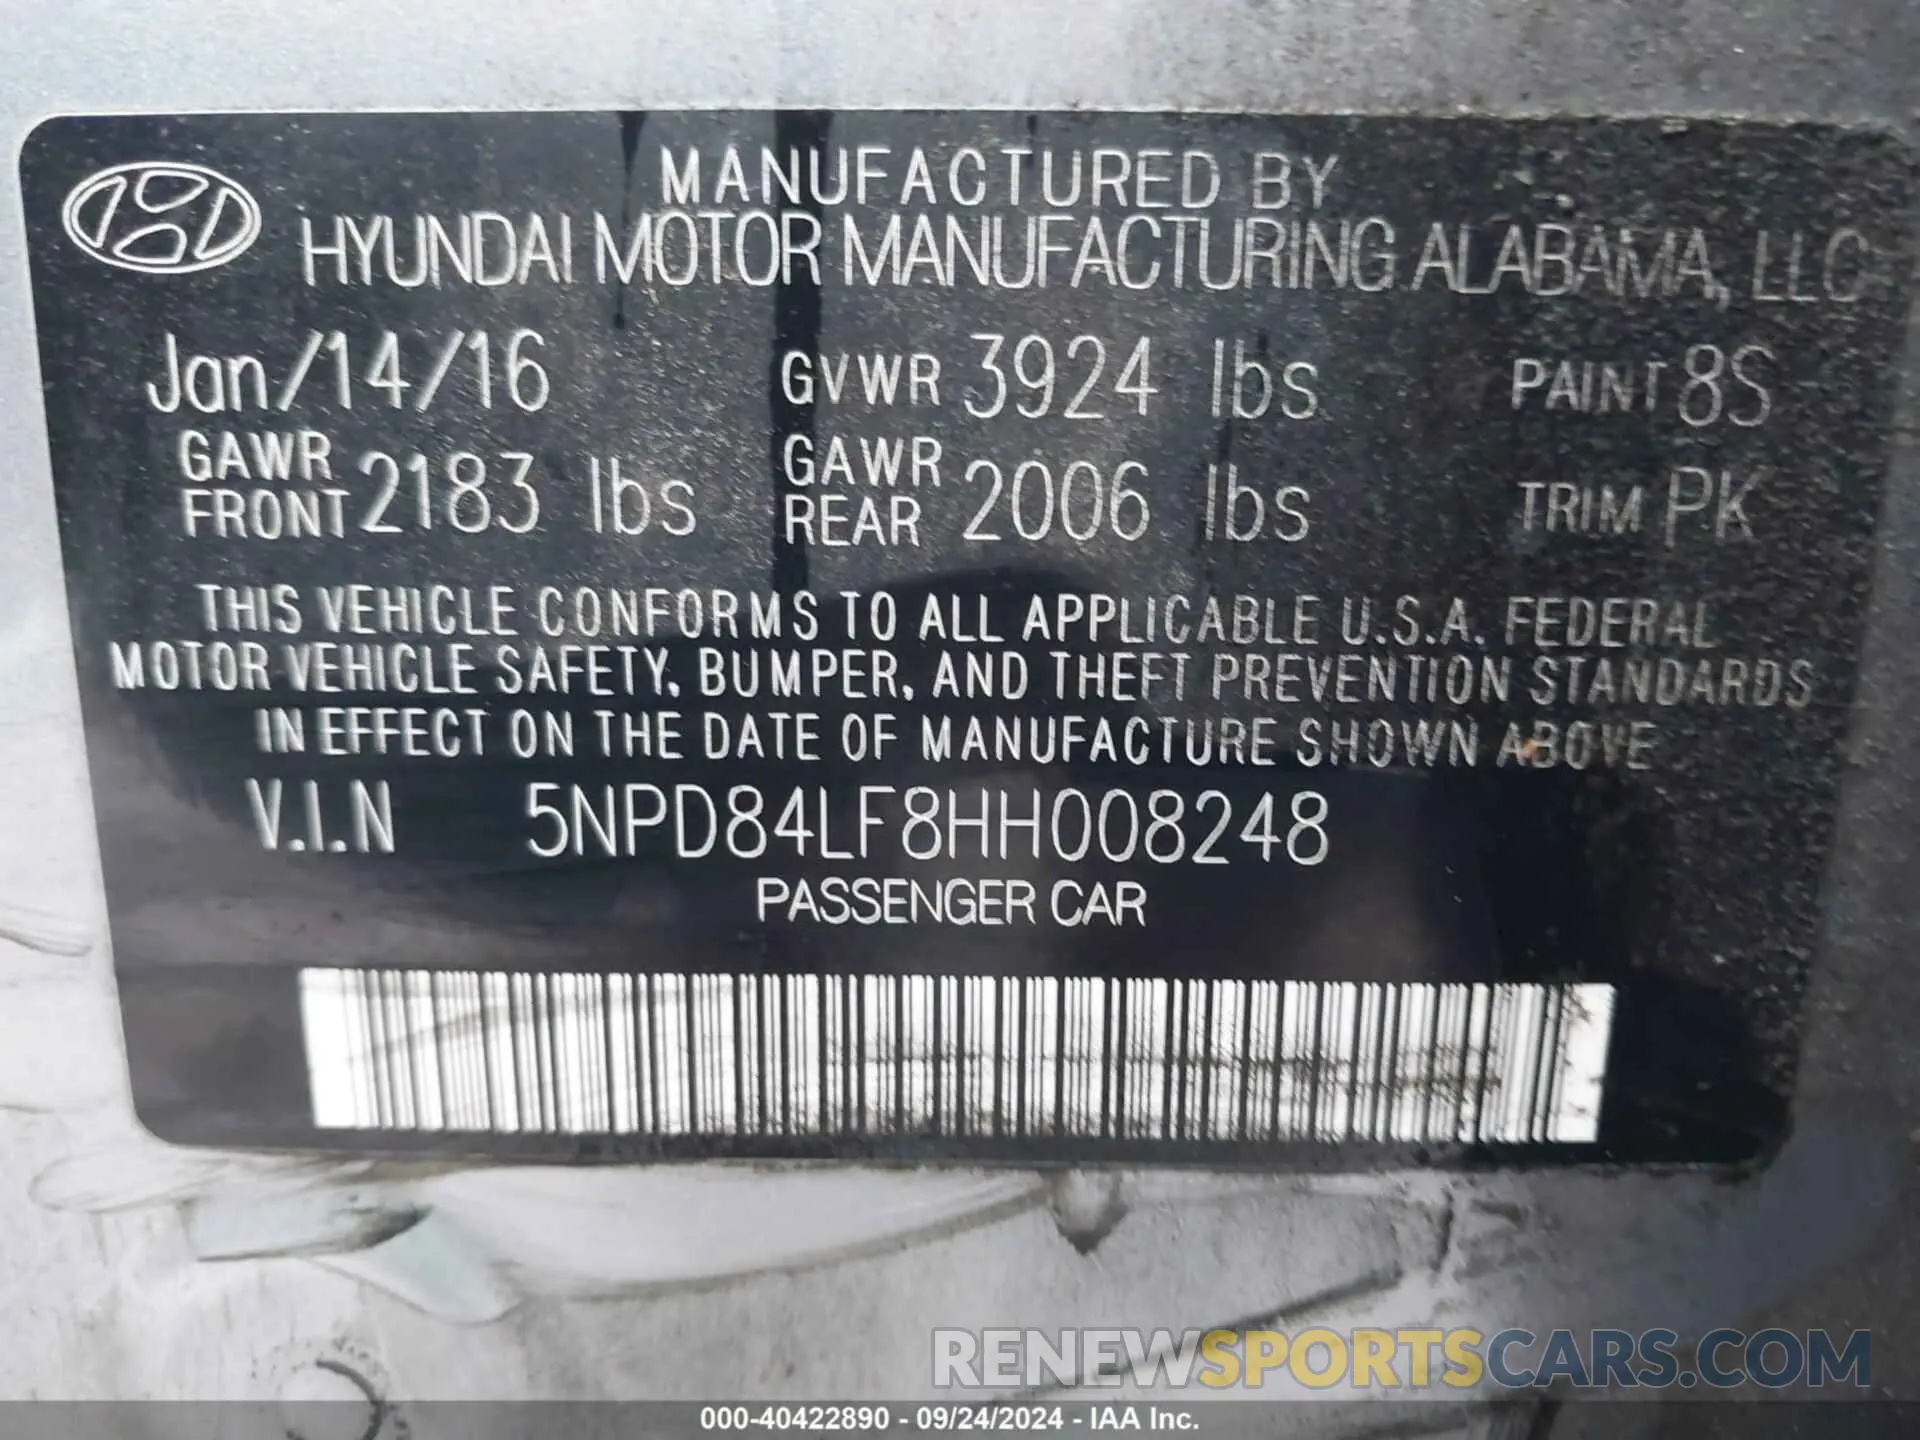 MANUFACTURED BY
HYUNDAI MOTOR MANUFACTURING ALABAMA, LLC
Jan/14/16 GVWR 3924 lbs PAINT 8S
GAWR FRONT 2183 lbs GAWR REAR 2006 lbs TRIM PK
THIS VEHICLE CONFORMS TO ALL APPLICABLE U.S.A. FEDERAL
MOTOR VEHICLE SAFETY, BUMPER, AND THEFT PREVENTION STANDARDS
IN EFFECT ON THE DATE OF MANUFACTURE SHOWN ABOVE
V.I.N 5NPD84LF8HH008248
PASSENGER CAR
RENEWSPORTSCARS.COM
000-40422890 - 09/24/2024 - IAA Inc.